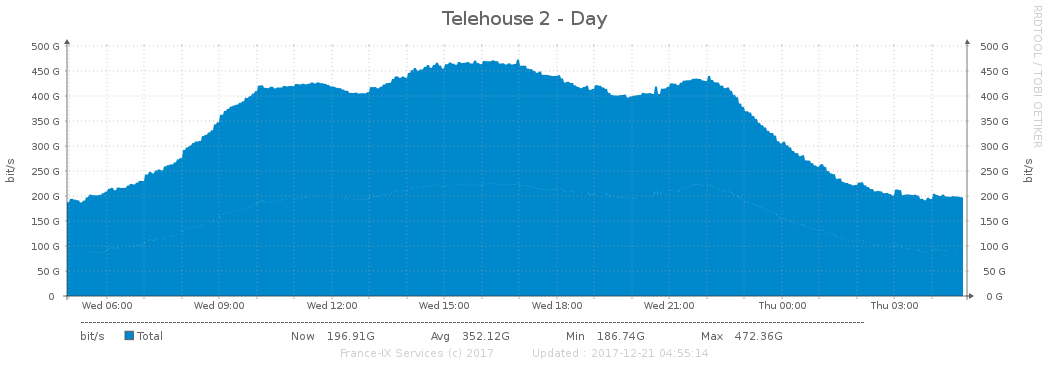 Telehouse 2 - Day
RRDTOOL / TOBI OETIKER
bit/s
500 G 500 G
450 G 450 G
400 G 400 G
350 G 350 G
300 G 300 G
250 G 250 G
200 G 200 G
150 G 150 G
100 G 100 G
50 G 50 G
0 0 G
bit/s
Wed 06:00 Wed 09:00 Wed 12:00 Wed 15:00 Wed 18:00 Wed 21:00 Thu 00:00 Thu 03:00
bit/s Total Now 196.91G Avg 352.12G Min 186.74G Max 472.36G
France-IX Services (c) 2017 Updated : 2017-12-21 04:55:14